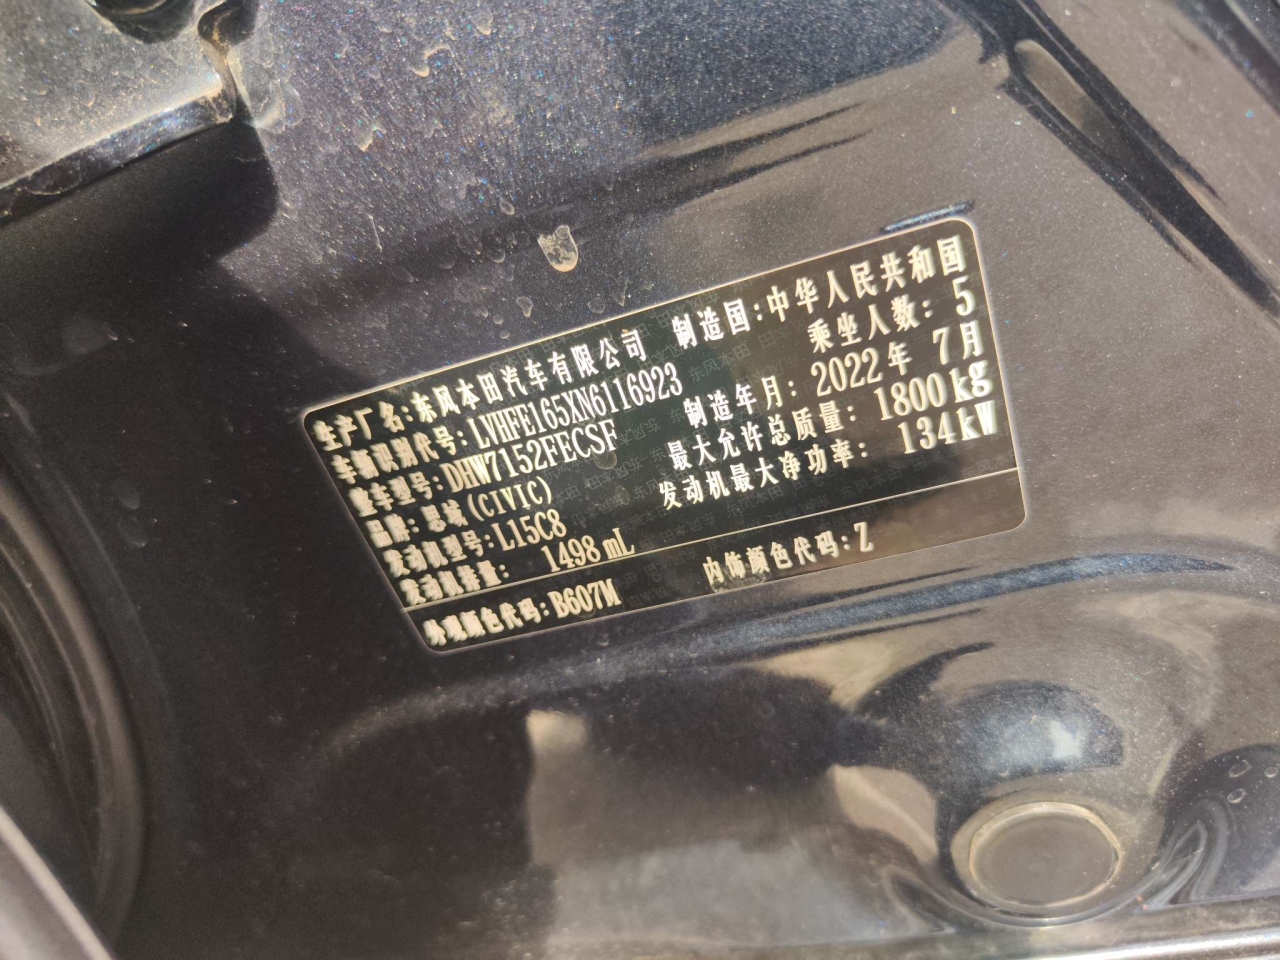 生产厂名:东风本田汽车有限公司 制造国:中华人民共和国
车辆识别代号:LVHFE165XN6116923 乘坐人数:5
整车型号:DHW7152FECSF 制造年月:2022年 7月
品牌:思域(CIVIC) 最大允许总质量:1800kg
发动机型号:L15C8 发动机最大净功率:134kW
发动机排量:1498mL
外观颜色代码:B607M 内饰颜色代码:Z